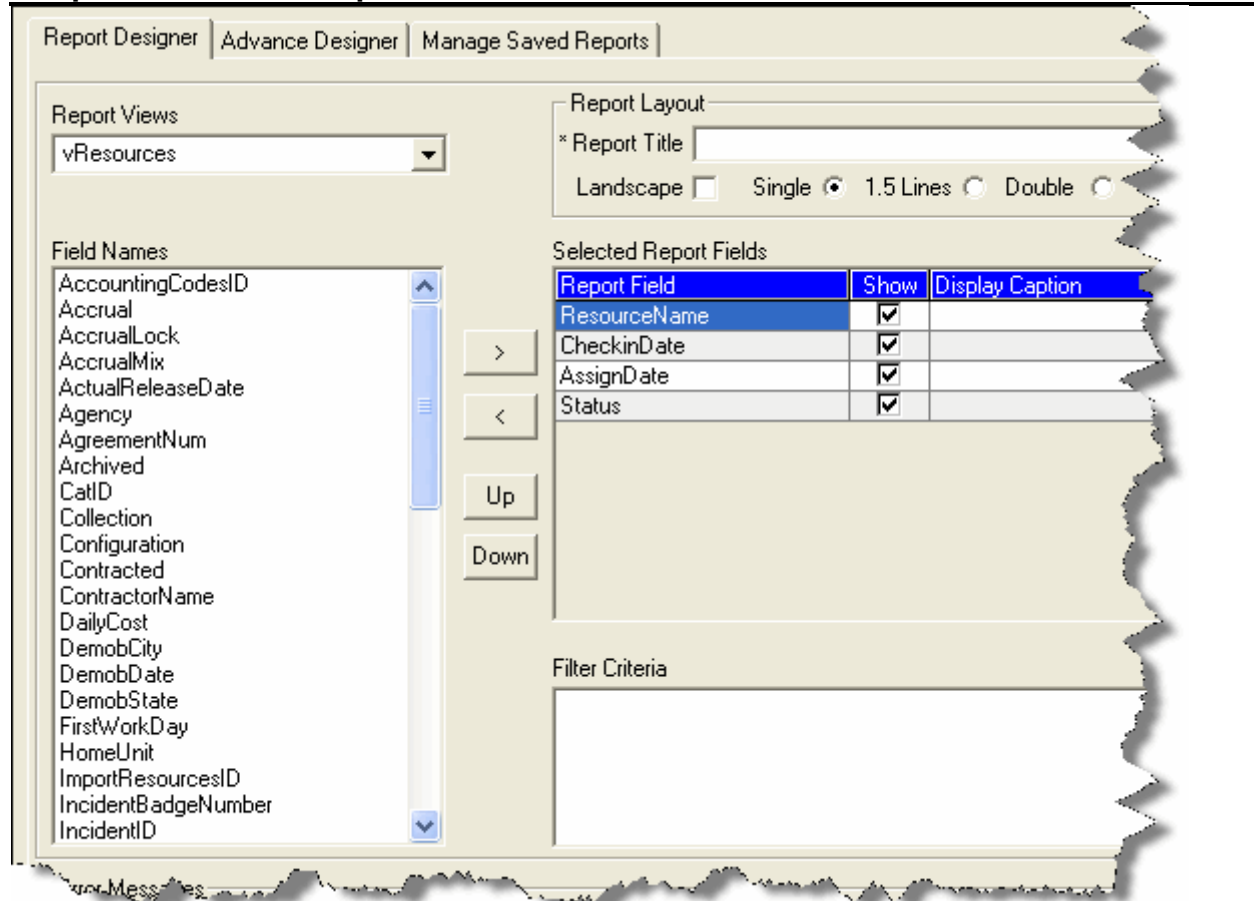 Report Designer Advance Designer Manage Saved Reports
Report Views
vResources
Report Layout
* Report Title
Landscape Single 1.5 Lines Double
Field Names
AccountingCodesID
Accrual
AccrualLock
AccrualMix
ActualReleaseDate
Agency
AgreementNum
Archived
CatID
Collection
Configuration
Contracted
ContractorName
DailyCost
DemobCity
DemobDate
DemobState
FirstWorkDay
HomeUnit
ImportResourcesID
IncidentBadgeNumber
IncidentID
>
<
Up
Down
Selected Report Fields
Report Field Show Display Caption
ResourceName
CheckinDate
AssignDate
Status
Filter Criteria